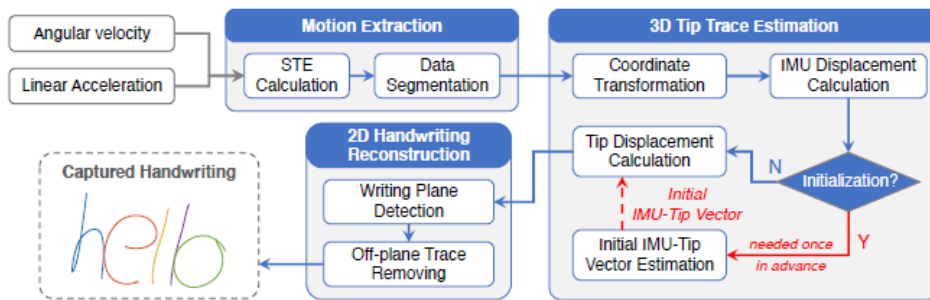 Angular velocity
Linear Acceleration
Motion Extraction
STE
Calculation
Data
Segmentation
3D Tip Trace Estimation
Coordinate
Transformation
IMU Displacement
Calculation
Initialization?
N
Y
needed once
in advance
Initial IMU-Tip
Vector Estimation
Initial
IMU-Tip Vector
Tip Displacement
Calculation
2D Handwriting
Reconstruction
Writing Plane
Detection
Off-plane Trace
Removing
Captured Handwriting
hello